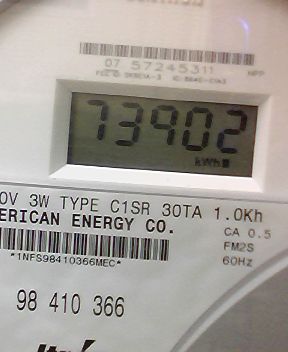 07 57245311 NPP
73902
kWh
0V 3W TYPE C1SR 30TA 1.0Kh
ERICAN ENERGY CO.
CA 0.5
FM2S
60Hz
*1NFS98410366MEC*
98 410 366